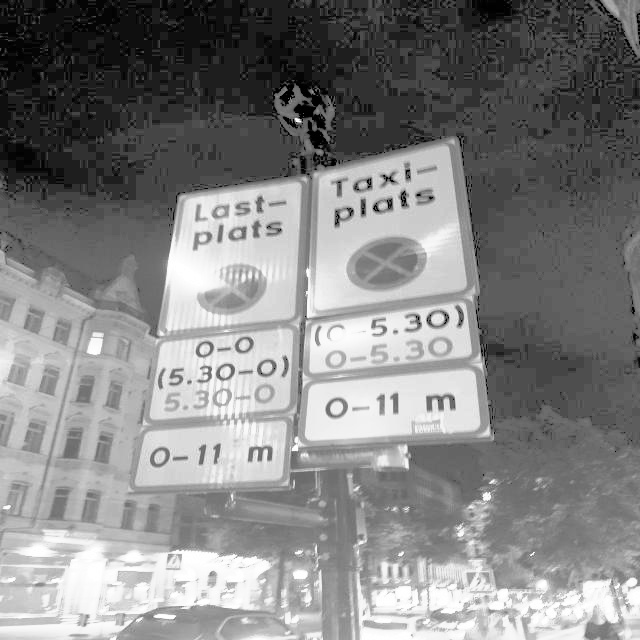 Last-
plats
0-0
(5.30-0)
5.30-0
0-11 m
Taxi-
plats
(0-5.30)
0-5.30
0-11 m